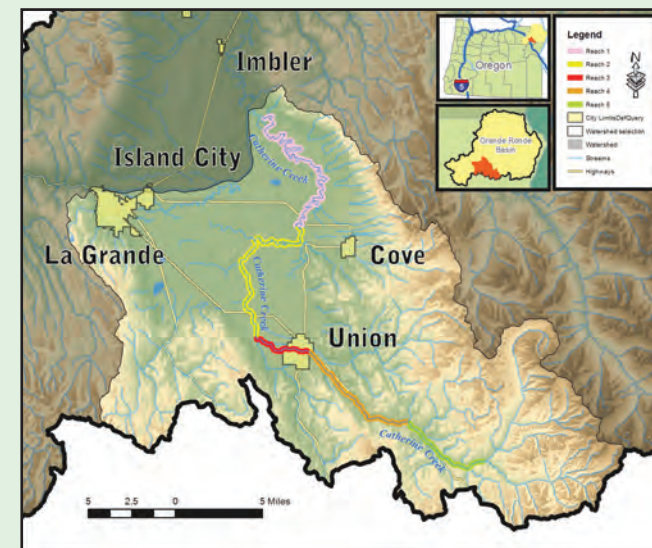 Imbler
Island City
La Grande
Cove
Union
Catherine Creek
Catherine Creek
Catherine Creek
5 2.5 0 5 Miles
Oregon
5
Grande Ronde
Basin
Legend
Reach 1
Reach 2
Reach 3
Reach 4
Reach 5
City LimitsDefQuery
Watershed selection
Watershed
Streams
Highways
N